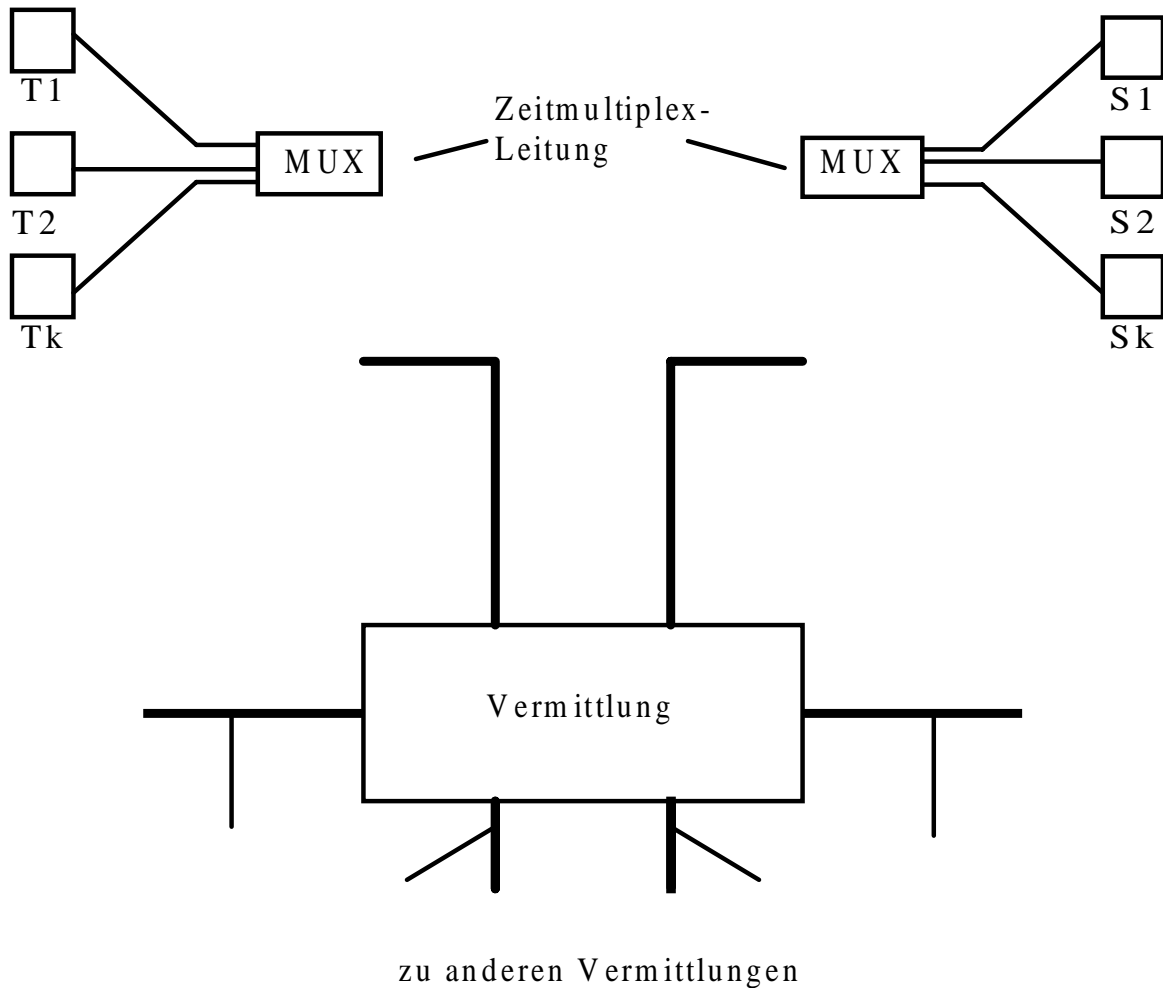 T1
T2
Tk
MUX
Zeitmultiplex-
Leitung
MUX
S1
S2
Sk
Vermittlung
zu anderen Vermittlungen